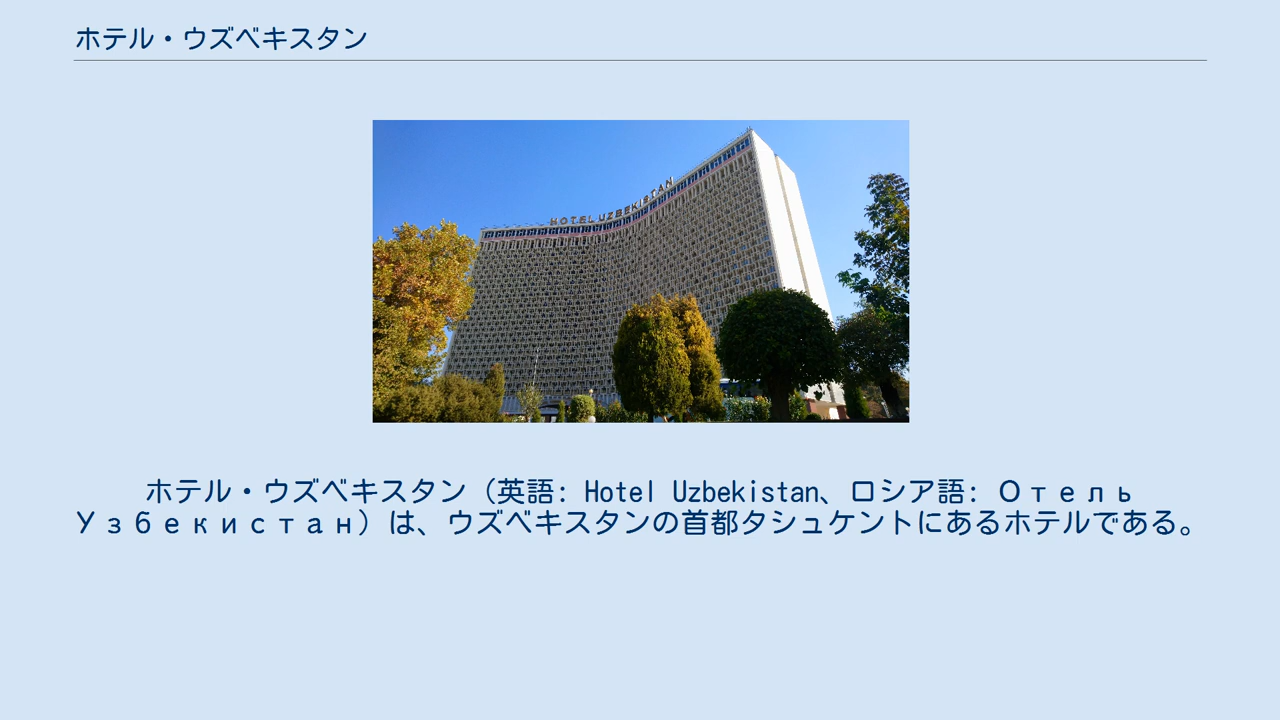 ホテル・ウズベキスタン
HOTEL UZBEKISTAN
ホテル・ウズベキスタン（英語: Hotel Uzbekistan、ロシア語: Отель
Узбекистан）は、ウズベキスタンの首都タシュケントにあるホテルである。